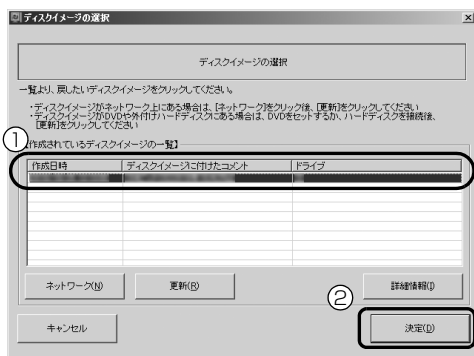 ディスクイメージの選択
ディスクイメージの選択
一覧より、戻したいディスクイメージをクリックしてください。
・ディスクイメージがネットワーク上にある場合は、[ネットワーク]をクリック後、[更新]をクリックしてください
・ディスクイメージがDVDや外付けハードディスクにある場合は、DVDをセットするか、ハードディスクを接続後、
[更新]をクリックしてください
①
【作成されているディスクイメージの一覧】
作成日時 ディスクイメージに付けたコメント ドライブ
ネットワーク(N) 更新(R) 詳細情報(I)
②
キャンセル 決定(D)